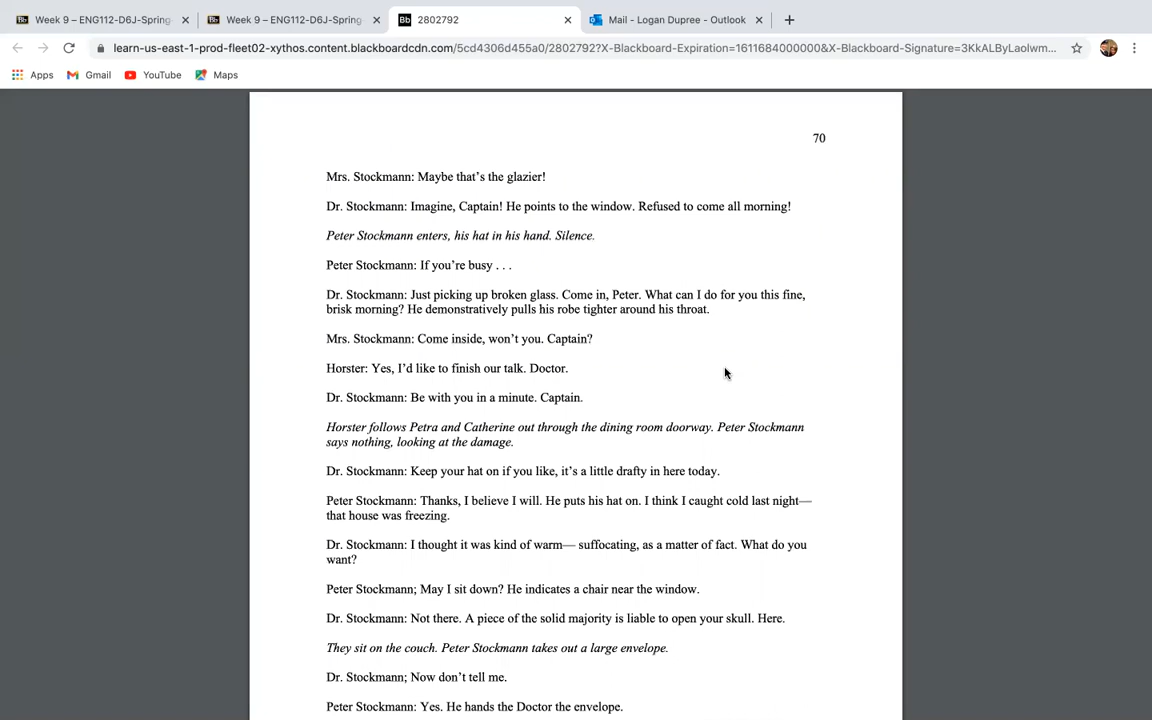 Week 9 – ENG112-D6J-Spring- × Week 9 – ENG112-D6J-Spring × Bb 2802792 × Mail - Logan Dupree - Outlook × +
learn-us-east-1-prod-fleet02-xythos.content.blackboardcdn.com/5cd4306d455a0/2802792?X-Blackboard-Expiration=1611684000000&X-Blackboard-Signature=3KkALByLaolwm...
Apps Gmail YouTube Maps
70
Mrs. Stockmann: Maybe that’s the glazier!
Dr. Stockmann: Imagine, Captain! He points to the window. Refused to come all morning!
Peter Stockmann enters, his hat in his hand. Silence.
Peter Stockmann: If you’re busy . . .
Dr. Stockmann: Just picking up broken glass. Come in, Peter. What can I do for you this fine,
brisk morning? He demonstratively pulls his robe tighter around his throat.
Mrs. Stockmann: Come inside, won’t you. Captain?
Horster: Yes, I’d like to finish our talk. Doctor.
Dr. Stockmann: Be with you in a minute. Captain.
Horster follows Petra and Catherine out through the dining room doorway. Peter Stockmann
says nothing, looking at the damage.
Dr. Stockmann: Keep your hat on if you like, it’s a little drafty in here today.
Peter Stockmann: Thanks, I believe I will. He puts his hat on. I think I caught cold last night—
that house was freezing.
Dr. Stockmann: I thought it was kind of warm— suffocating, as a matter of fact. What do you
want?
Peter Stockmann; May I sit down? He indicates a chair near the window.
Dr. Stockmann: Not there. A piece of the solid majority is liable to open your skull. Here.
They sit on the couch. Peter Stockmann takes out a large envelope.
Dr. Stockmann; Now don’t tell me.
Peter Stockmann: Yes. He hands the Doctor the envelope.